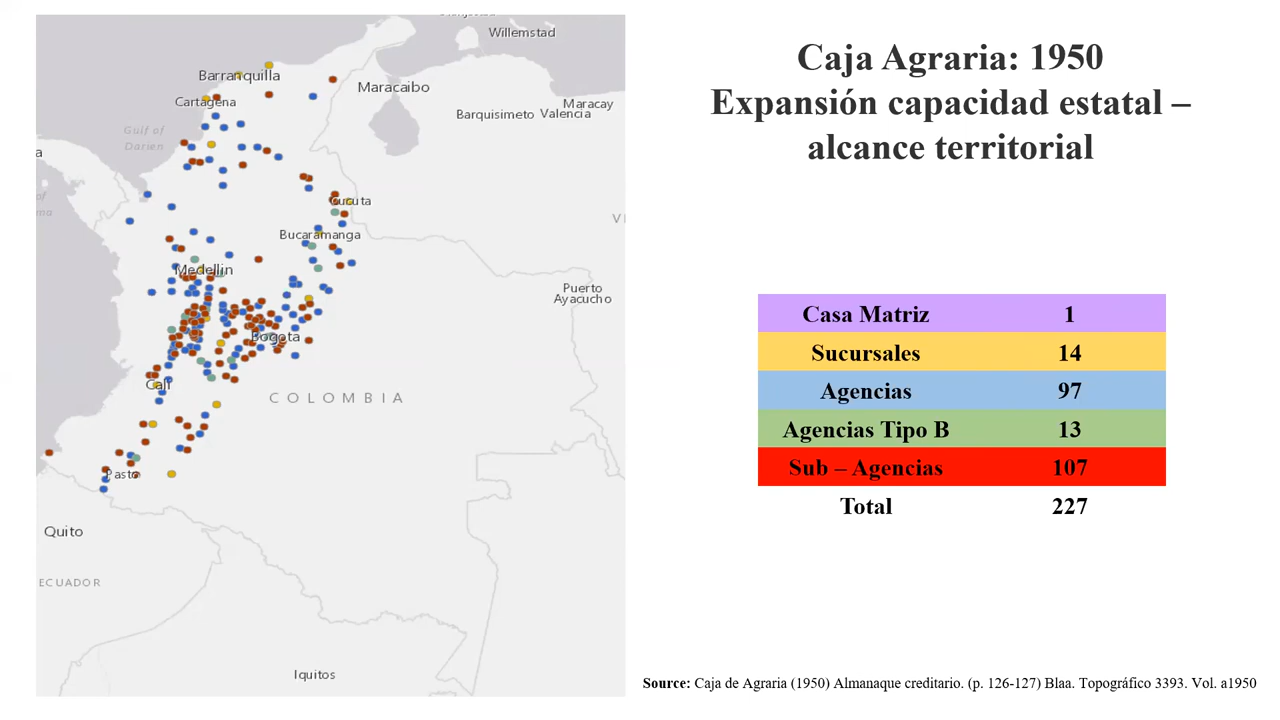 Caja Agraria: 1950
Expansión capacidad estatal –
alcance territorial
Willemstad
Barranquilla
Maracaibo
Cartagena
Maracay
Barquisimeto Valencia
Gulf of
Darien
a
of
ma
Cucuta
V
Bucaramanga
Medellin
Puerto
Ayacucho
Bogota
Cali
COLOMBIA
Pasto
Quito
ECUADOR
Iquitos
Casa Matriz 1
Sucursales 14
Agencias 97
Agencias Tipo B 13
Sub – Agencias 107
Total 227
Source: Caja de Agraria (1950) Almanaque creditario. (p. 126-127) Blaa. Topográfico 3393. Vol. a1950